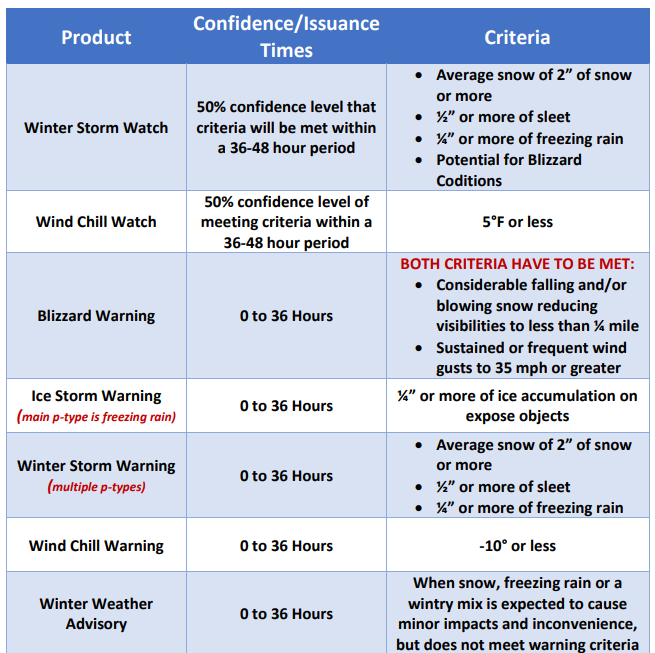 Product
Confidence/Issuance
Times
Criteria
Winter Storm Watch
50% confidence level that
criteria will be met within
a 36-48 hour period
• Average snow of 2” of snow
or more
• ½” or more of sleet
• ¼” or more of freezing rain
• Potential for Blizzard
Coditions
Wind Chill Watch
50% confidence level of
meeting criteria within a
36-48 hour period
5°F or less
Blizzard Warning
0 to 36 Hours
BOTH CRITERIA HAVE TO BE MET:
• Considerable falling and/or
blowing snow reducing
visibilities to less than ¼ mile
• Sustained or frequent wind
gusts to 35 mph or greater
Ice Storm Warning
(main p-type is freezing rain)
0 to 36 Hours
¼” or more of ice accumulation on
expose objects
Winter Storm Warning
(multiple p-types)
0 to 36 Hours
• Average snow of 2” of snow
or more
• ½” or more of sleet
• ¼” or more of freezing rain
Wind Chill Warning
0 to 36 Hours
-10° or less
Winter Weather
Advisory
0 to 36 Hours
When snow, freezing rain or a
wintry mix is expected to cause
minor impacts and inconvenience,
but does not meet warning criteria